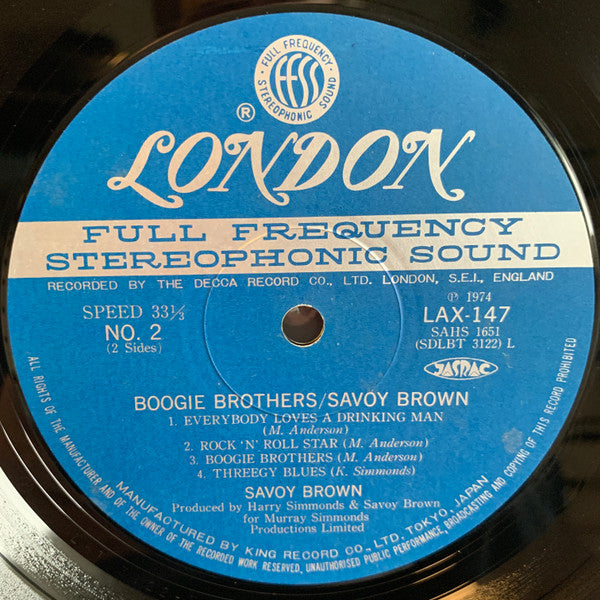 FULL FREQUENCY
ffss
STEREOPHONIC SOUND
®
LONDON
FULL FREQUENCY
STEREOPHONIC SOUND
RECORDED BY THE DECCA RECORD CO., LTD. LONDON, S.E.I., ENGLAND
SPEED 33⅓
NO. 2
(2 Sides)
℗ 1974
LAX-147
SAHS 1651
(SDLBT 3122) L
JASRAC
BOOGIE BROTHERS/SAVOY BROWN
1. EVERYBODY LOVES A DRINKING MAN
(M. Anderson)
2. ROCK 'N' ROLL STAR (M. Anderson)
3. BOOGIE BROTHERS (M. Anderson)
4. THREEGY BLUES (K. Simmonds)
SAVOY BROWN
Produced by Harry Simmonds & Savoy Brown
for Murray Simmonds
Productions Limited
MANUFACTURED BY KING RECORD CO., LTD. TOKYO, JAPAN
ALL RIGHTS OF THE MANUFACTURER AND OF THE OWNER OF THE RECORDED WORK RESERVED, UNAUTHORISED PUBLIC PERFORMANCE, BROADCASTING AND COPYING OF THIS RECORD PROHIBITED